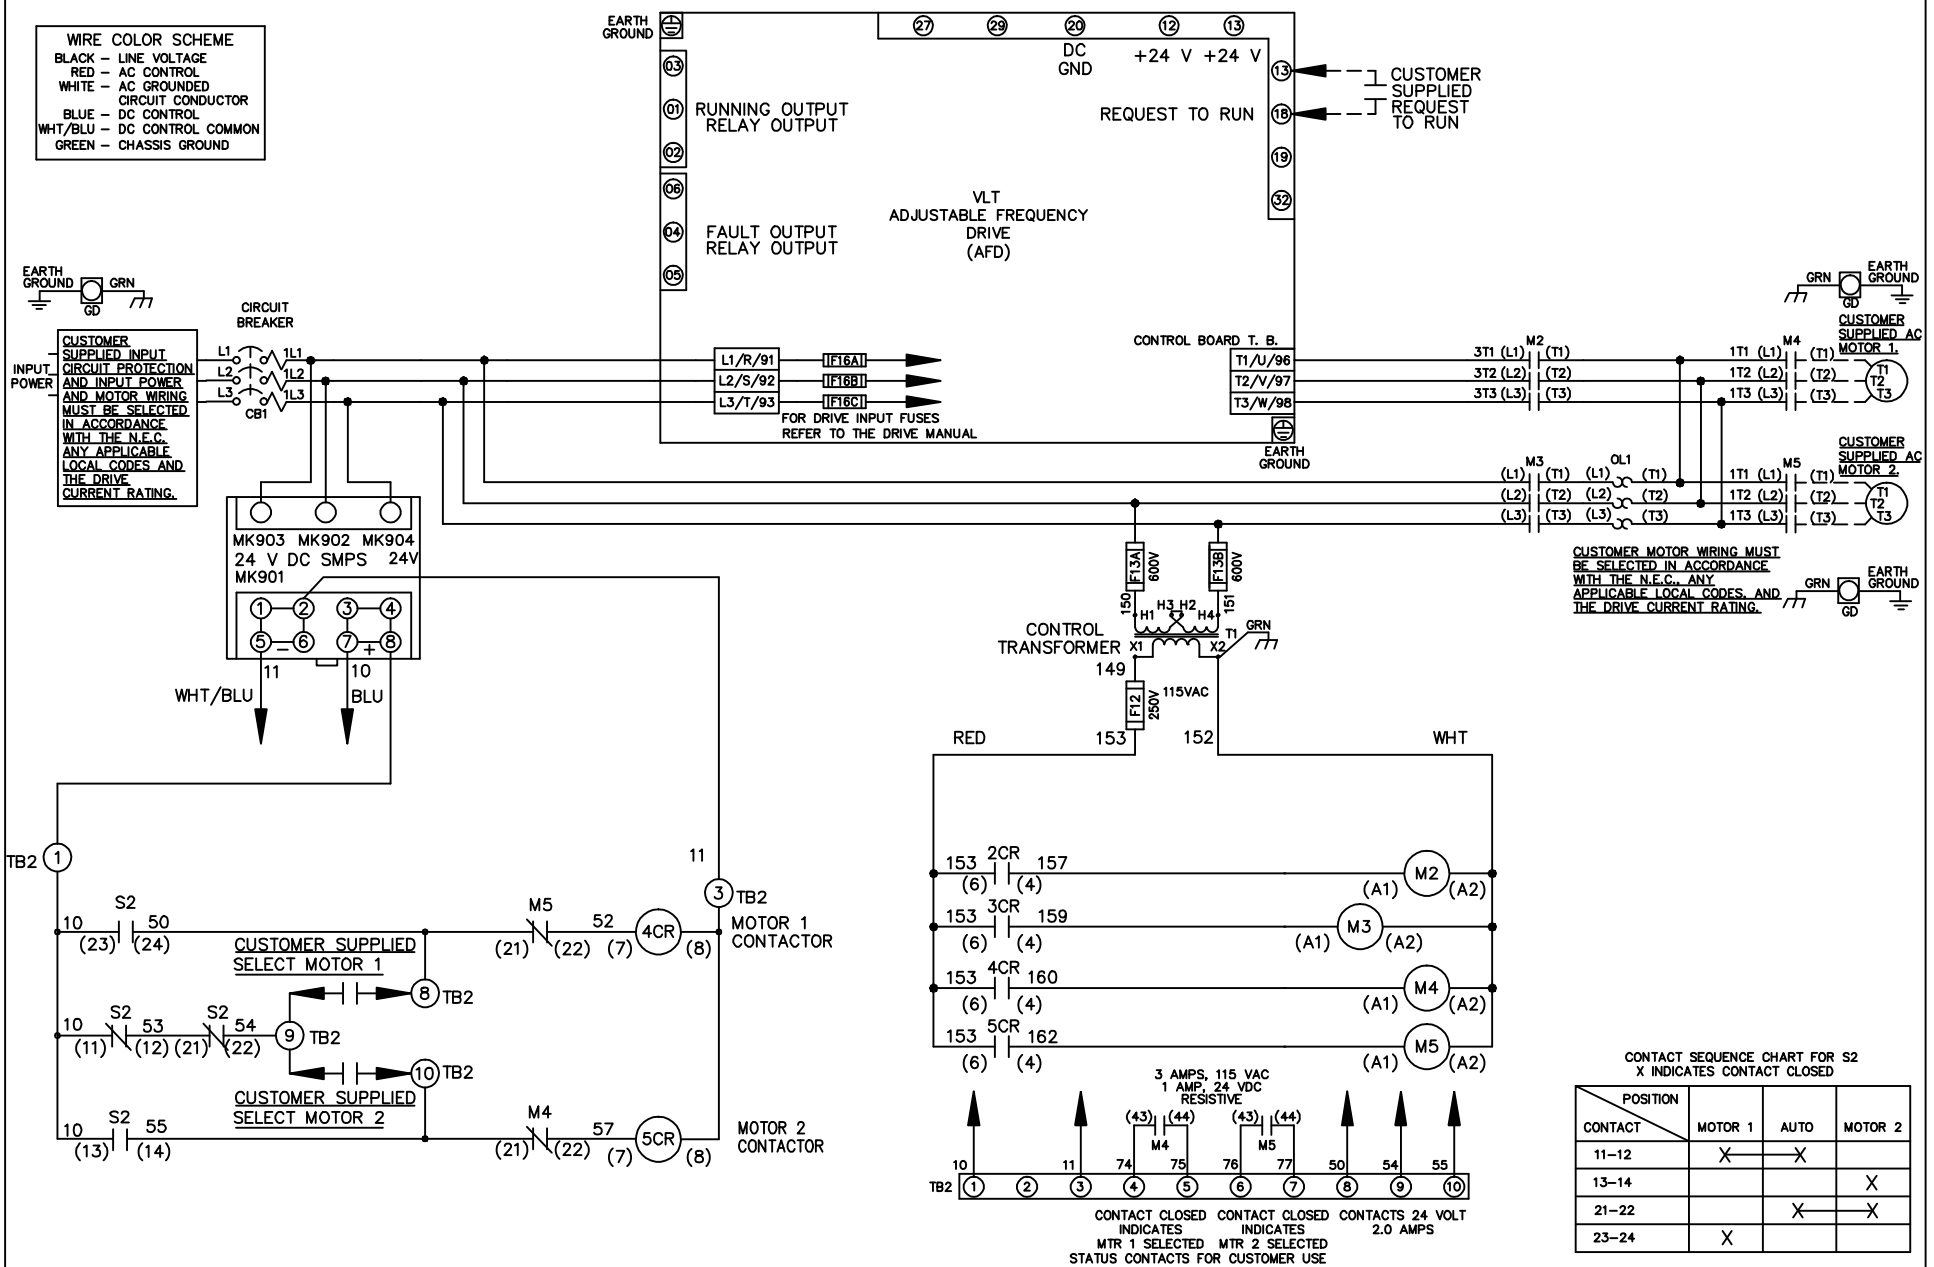 WIRE COLOR SCHEME
BLACK – LINE VOLTAGE
RED – AC CONTROL
WHITE – AC GROUNDED
CIRCUIT CONDUCTOR
BLUE – DC CONTROL
WHT/BLU – DC CONTROL COMMON
GREEN – CHASSIS GROUND
EARTH
GROUND
27 29 20 12 13
DC
GND
+24 V +24 V
03
01
02
RUNNING OUTPUT
RELAY OUTPUT
06
04
05
FAULT OUTPUT
RELAY OUTPUT
13
REQUEST TO RUN 18
19
32
CUSTOMER
SUPPLIED
REQUEST
TO RUN
VLT
ADJUSTABLE FREQUENCY
DRIVE
(AFD)
EARTH
GROUND
GRN
GD
CIRCUIT
BREAKER
INPUT
POWER
CUSTOMER
SUPPLIED INPUT
CIRCUIT PROTECTION
AND INPUT POWER
AND MOTOR WIRING
MUST BE SELECTED
IN ACCORDANCE
WITH THE N.E.C.
ANY APPLICABLE
LOCAL CODES AND
THE DRIVE
CURRENT RATING.
L1 1L1
L2 1L2
L3 1L3
CB1
L1/R/91 F16A
L2/S/92 F16B
L3/T/93 F16C
FOR DRIVE INPUT FUSES
REFER TO THE DRIVE MANUAL
CONTROL BOARD T. B.
T1/U/96
T2/V/97
T3/W/98
EARTH
GROUND
M2
3T1 (L1) (T1)
3T2 (L2) (T2)
3T3 (L3) (T3)
M4
1T1 (L1) (T1)
1T2 (L2) (T2)
1T3 (L3) (T3)
GRN
GD
EARTH
GROUND
CUSTOMER
SUPPLIED AC
MOTOR 1.
T1
T2
T3
M3 OL1
(L1) (T1) (L1) (T1)
(L2) (T2) (L2) (T2)
(L3) (T3) (L3) (T3)
M5
1T1 (L1) (T1)
1T2 (L2) (T2)
1T3 (L3) (T3)
CUSTOMER
SUPPLIED AC
MOTOR 2.
T1
T2
T3
CUSTOMER MOTOR WIRING MUST
BE SELECTED IN ACCORDANCE
WITH THE N.E.C., ANY
APPLICABLE LOCAL CODES, AND
THE DRIVE CURRENT RATING.
GRN
GD
EARTH
GROUND
MK903 MK902 MK904
24 V DC SMPS 24V
MK901
1 2 3 4
5 – 6 7 + 8
11 10
WHT/BLU BLU
F13A 600V
F13B 600V
150 151
H1 H3 H2 H4
T1
GRN
CONTROL
TRANSFORMER
X1 X2
149
F12 250V
115VAC
153 152
RED WHT
TB2 1
11
3 TB2
S2
10 50
(23) (24)
CUSTOMER SUPPLIED
SELECT MOTOR 1
M5
(21) (22)
52
(7) 4CR (8)
MOTOR 1
CONTACTOR
8 TB2
S2 S2
10 53 54
(11) (12) (21) (22)
9 TB2
10 TB2
CUSTOMER SUPPLIED
SELECT MOTOR 2
S2
10 55
(13) (14)
M4
(21) (22)
57
(7) 5CR (8)
MOTOR 2
CONTACTOR
153 2CR 157
(6) (4)
(A1) M2 (A2)
153 3CR 159
(6) (4)
(A1) M3 (A2)
153 4CR 160
(6) (4)
(A1) M4 (A2)
153 5CR 162
(6) (4)
(A1) M5 (A2)
3 AMPS, 115 VAC
1 AMP, 24 VDC
RESISTIVE
(43) (44) (43) (44)
M4 M5
10 11 74 75 76 77 50 54 55
TB2 1 2 3 4 5 6 7 8 9 10
CONTACT CLOSED
INDICATES
MTR 1 SELECTED
CONTACT CLOSED
INDICATES
MTR 2 SELECTED
STATUS CONTACTS FOR CUSTOMER USE
CONTACTS 24 VOLT
2.0 AMPS
CONTACT SEQUENCE CHART FOR S2
X INDICATES CONTACT CLOSED
POSITION
CONTACT MOTOR 1 AUTO MOTOR 2
11–12 X X
13–14 X
21–22 X X
23–24 X